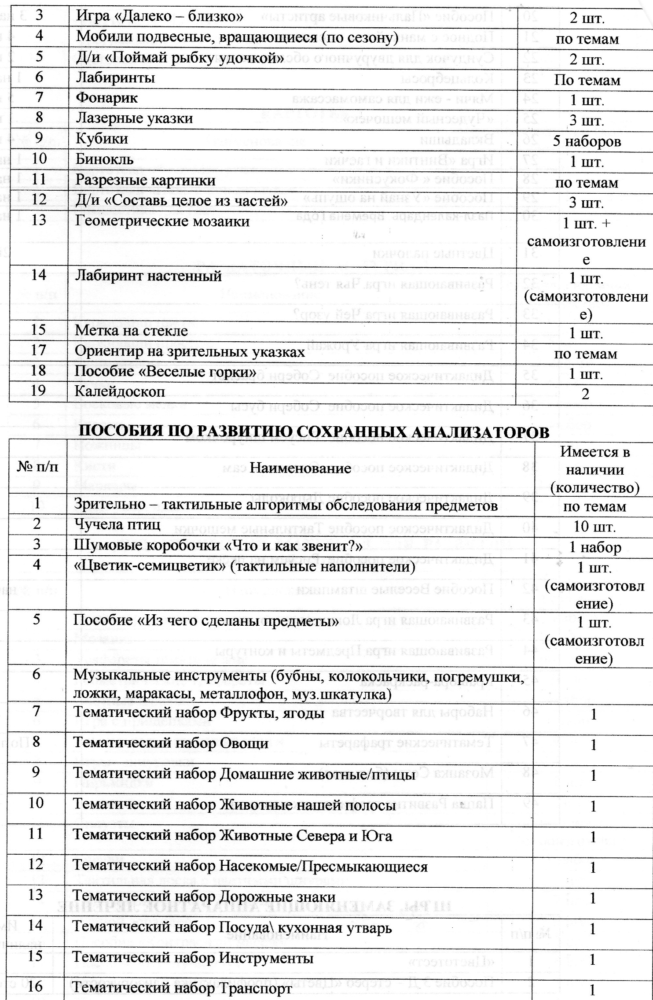 3 Игра «Далеко – близко» 2 шт.
4 Мобили подвесные, вращающиеся (по сезону) по темам
5 Д/и «Поймай рыбку удочкой» 2 шт.
6 Лабиринты По темам
7 Фонарик 1 шт.
8 Лазерные указки 3 шт.
9 Кубики 5 наборов
10 Бинокль 1 шт.
11 Разрезные картинки по темам
12 Д/и «Составь целое из частей» 3 шт.
13 Геометрические мозаики 1 шт. +
самоизготовлени
е
14 Лабиринт настенный 1 шт.
(самоизготовлени
е)
15 Метка на стекле 1 шт.
17 Ориентир на зрительных указках по темам
18 Пособие «Веселые горки» 1 шт.
19 Калейдоскоп 2
ПОСОБИЯ ПО РАЗВИТИЮ СОХРАННЫХ АНАЛИЗАТОРОВ
№ п/п Наименование Имеется в
наличии
(количество)
1 Зрительно – тактильные алгоритмы обследования предметов по темам
2 Чучела птиц 10 шт.
3 Шумовые коробочки «Что и как звенит?» 1 набор
4 «Цветик-семицветик» (тактильные наполнители) 1 шт.
(самоизготовл
ение)
5 Пособие «Из чего сделаны предметы» 1 шт.
(самоизготовл
ение)
6 Музыкальные инструменты (бубны, колокольчики, погремушки,
ложки, маракасы, металлофон, муз.шкатулка)
7 Тематический набор Фрукты, ягоды 1
8 Тематический набор Овощи 1
9 Тематический набор Домашние животные/птицы 1
10 Тематический набор Животные нашей полосы 1
11 Тематический набор Животные Севера и Юга 1
12 Тематический набор Насекомые/Пресмыкающиеся 1
13 Тематический набор Дорожные знаки 1
14 Тематический набор Посуда\ кухонная утварь 1
15 Тематический набор Инструменты 1
16 Тематический набор Транспорт 1